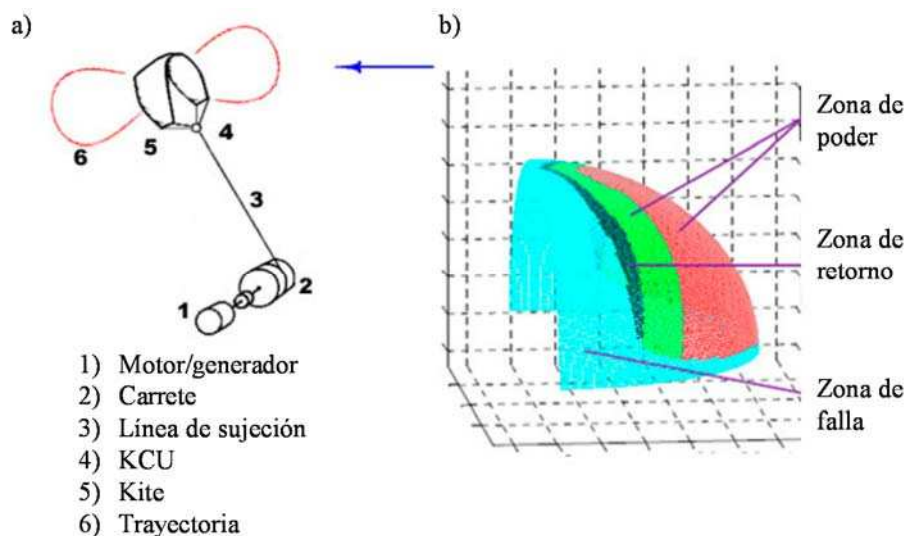 a)
b)
4
5
6
3
2
1
1) Motor/generador
2) Carrete
3) Línea de sujeción
4) KCU
5) Kite
6) Trayectoria
Zona de
poder
Zona de
retorno
Zona de
falla